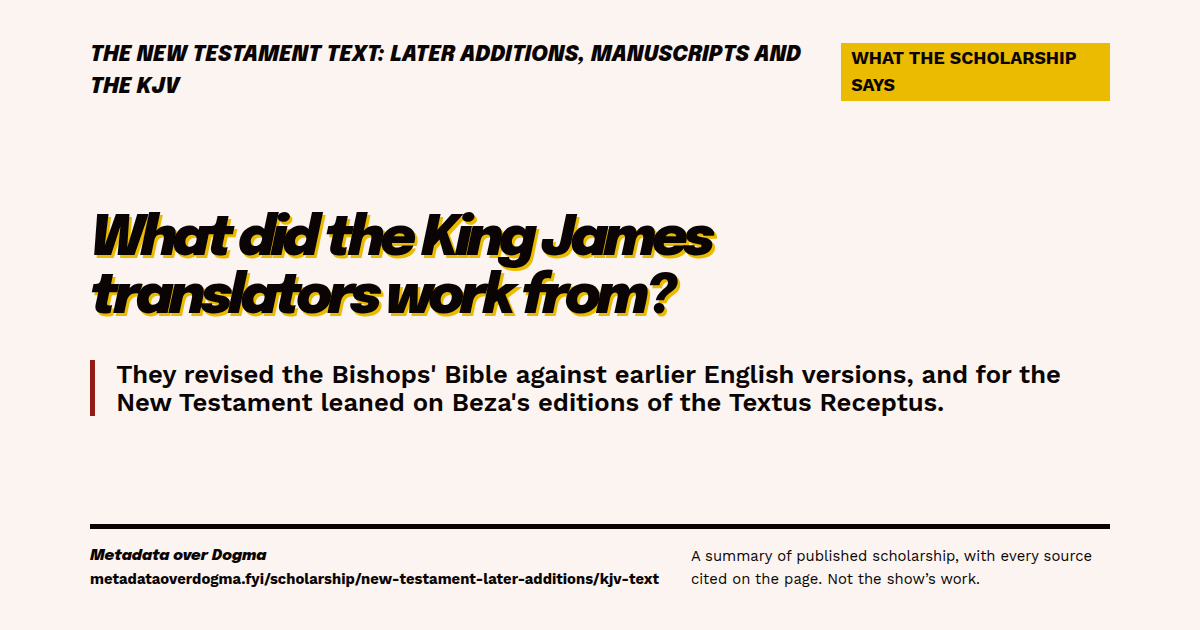 THE NEW TESTAMENT TEXT: LATER ADDITIONS, MANUSCRIPTS AND
THE KJV
WHAT THE SCHOLARSHIP
SAYS
What did the King James
translators work from?
They revised the Bishops' Bible against earlier English versions, and for the
New Testament leaned on Beza's editions of the Textus Receptus.
Metadata over Dogma
metadataoverdogma.fyi/scholarship/new-testament-later-additions/kjv-text
A summary of published scholarship, with every source
cited on the page. Not the show’s work.